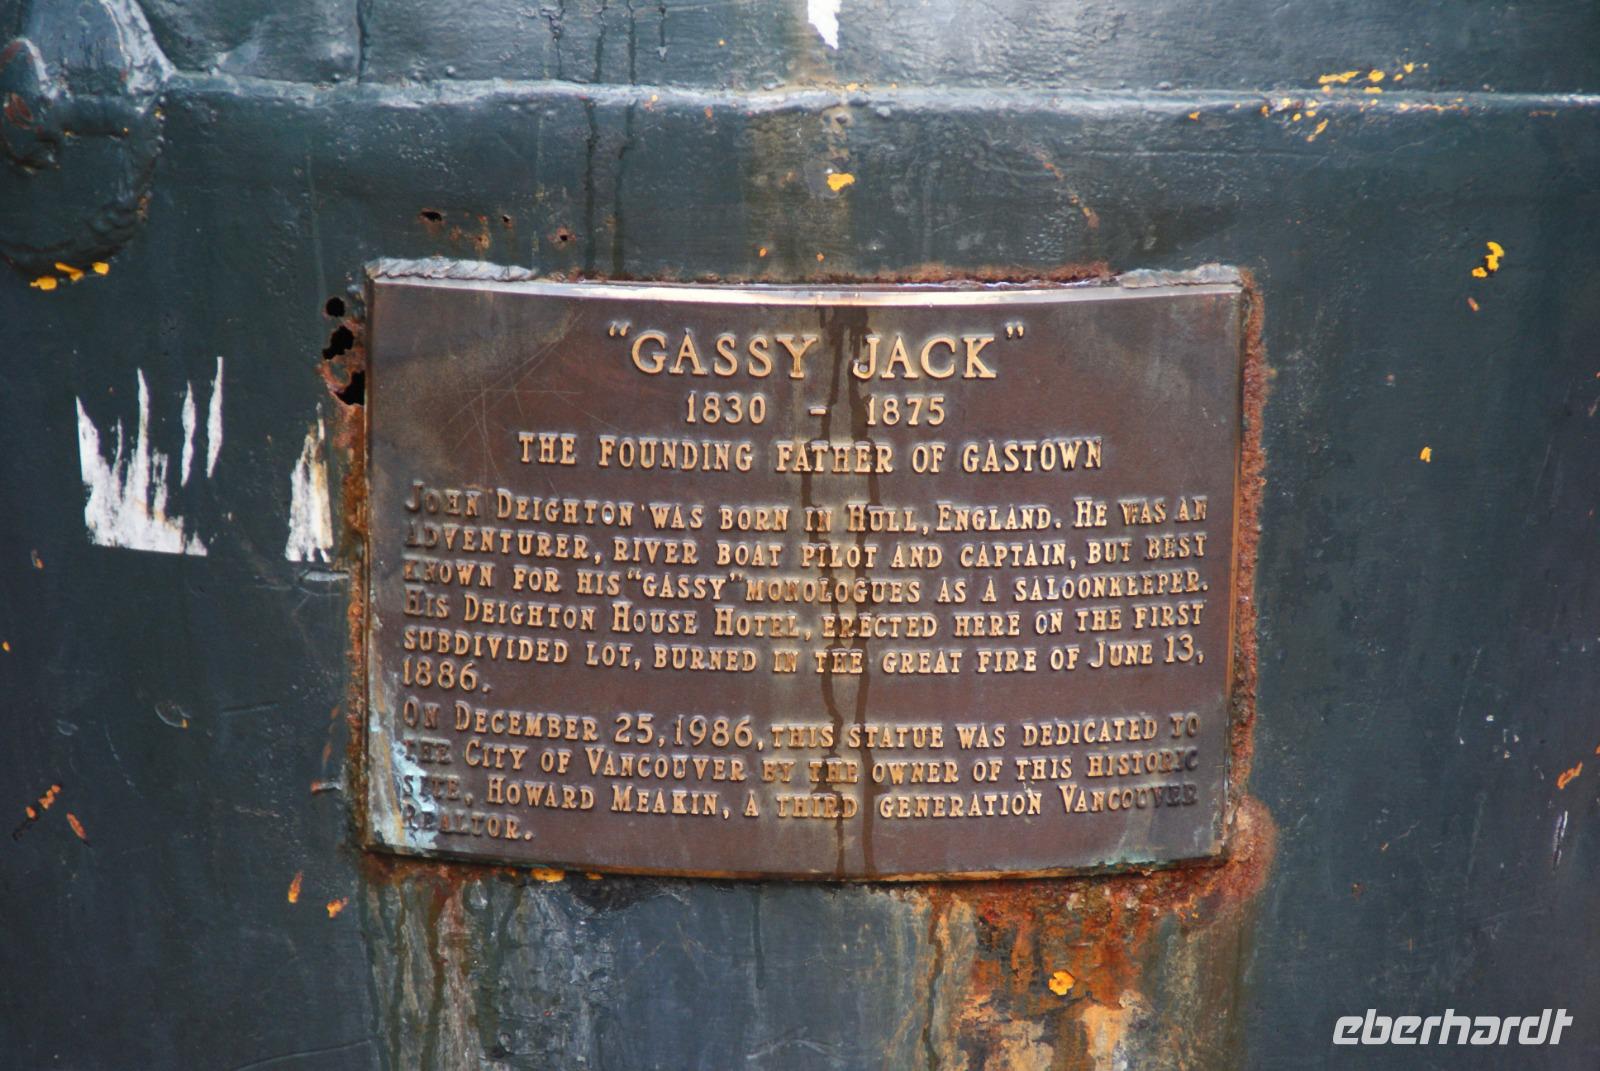 "GASSY JACK"
1830 - 1875
THE FOUNDING FATHER OF GASTOWN
JOHN DEIGHTON WAS BORN IN HULL, ENGLAND. HE WAS AN
ADVENTURER, RIVER BOAT PILOT AND CAPTAIN, BUT BEST
KNOWN FOR HIS "GASSY" MONOLOGUES AS A SALOONKEEPER.
HIS DEIGHTON HOUSE HOTEL, ERECTED HERE ON THE FIRST
SUBDIVIDED LOT, BURNED IN THE GREAT FIRE OF JUNE 13,
1886.
ON DECEMBER 25, 1986, THIS STATUE WAS DEDICATED TO
THE CITY OF VANCOUVER BY THE OWNER OF THIS HISTORIC
SITE, HOWARD MEAKIN, A THIRD GENERATION VANCOUVER
REALTOR.
eberhardt